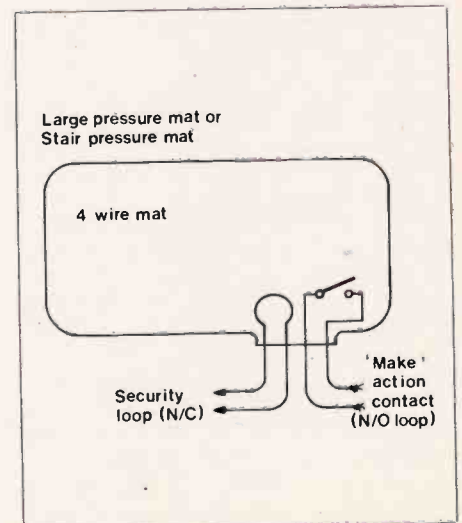 Large pressure mat or
Stair pressure mat
4 wire mat
Security
loop (N/C)
'Make'
action
contact
(N/O loop)